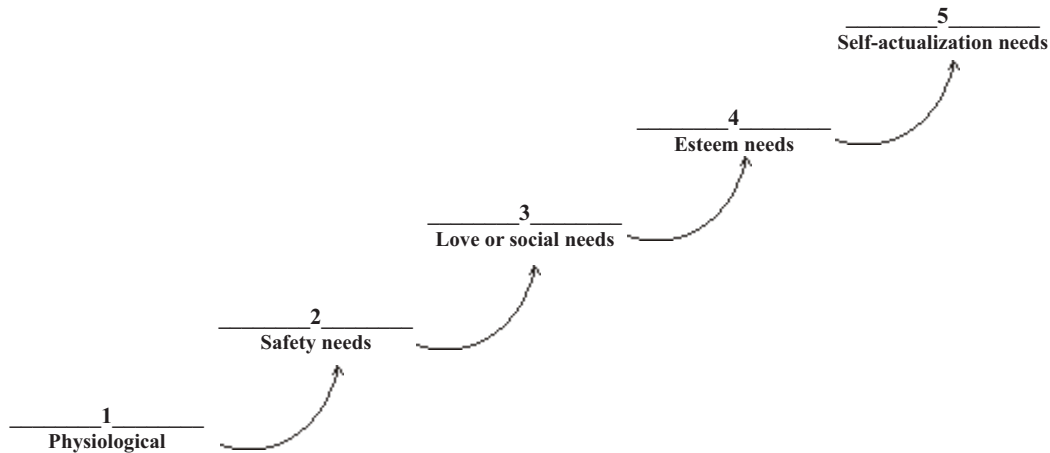 5
Self-actualization needs
4
Esteem needs
3
Love or social needs
2
Safety needs
1
Physiological